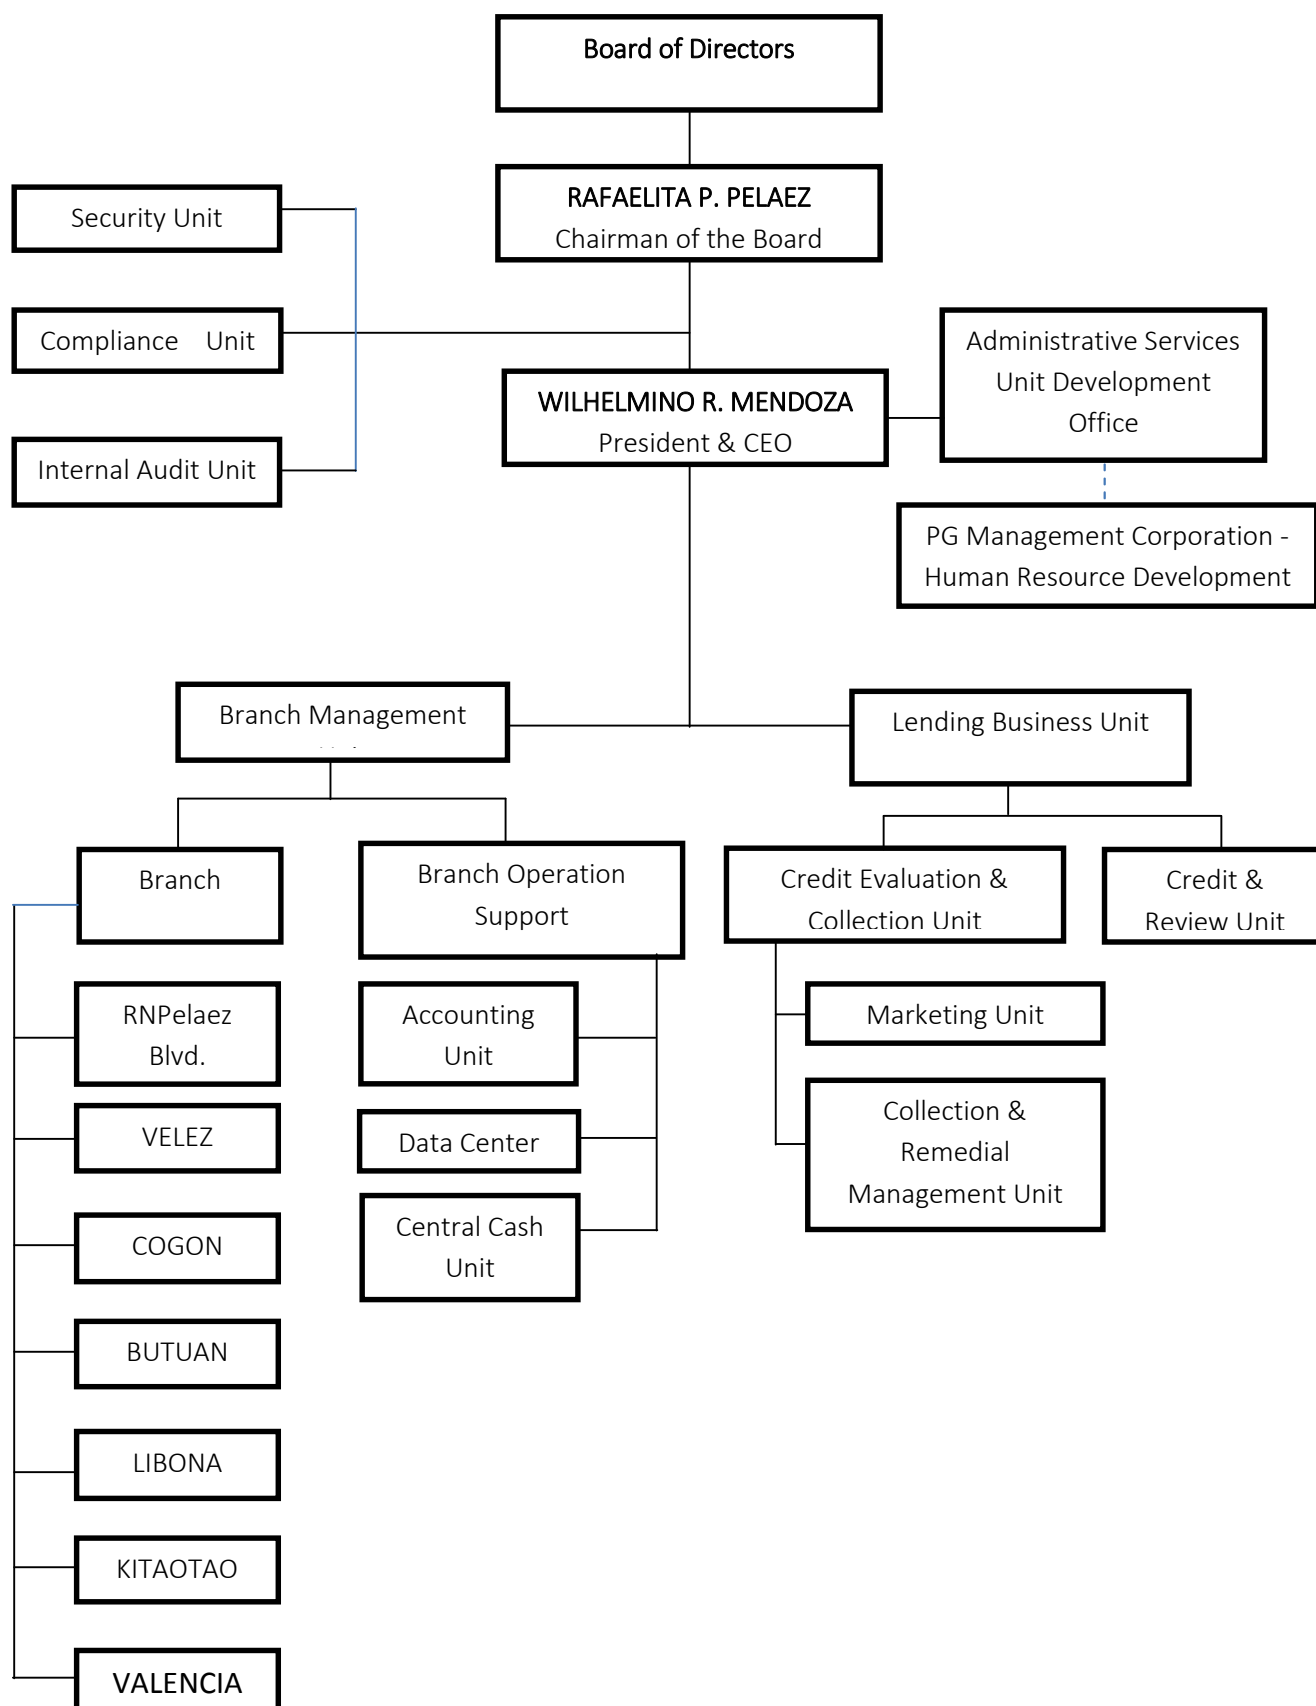 Board of Directors
RAFAELITA P. PELAEZ
Chairman of the Board
Security Unit
Compliance Unit
Internal Audit Unit
WILHELMINO R. MENDOZA
President & CEO
Administrative Services
Unit Development
Office
PG Management Corporation -
Human Resource Development
Branch Management
Lending Business Unit
Branch
Branch Operation
Support
Credit Evaluation &
Collection Unit
Credit &
Review Unit
RNPelaez
Blvd.
VELEZ
COGON
BUTUAN
LIBONA
KITAOTAO
VALENCIA
Accounting
Unit
Data Center
Central Cash
Unit
Marketing Unit
Collection &
Remedial
Management Unit